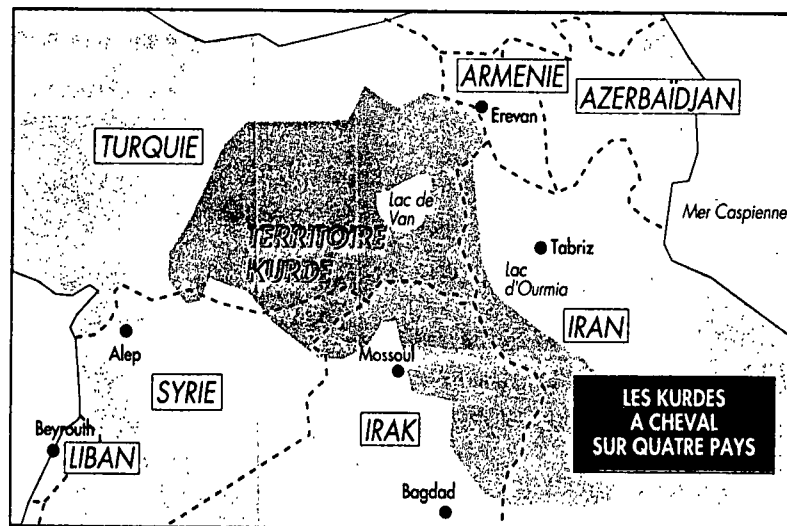 ARMENIE
AZERBAÏDJAN
Erevan
TURQUIE
Lac de
Van
Mer Caspienne
TERRITOIRE
KURDE
Tabriz
Lac
d'Ourmia
IRAN
Alep
Mossoul
SYRIE
LES KURDES
A CHEVAL
SUR QUATRE PAYS
Beyrouth
LIBAN
IRAK
Bagdad